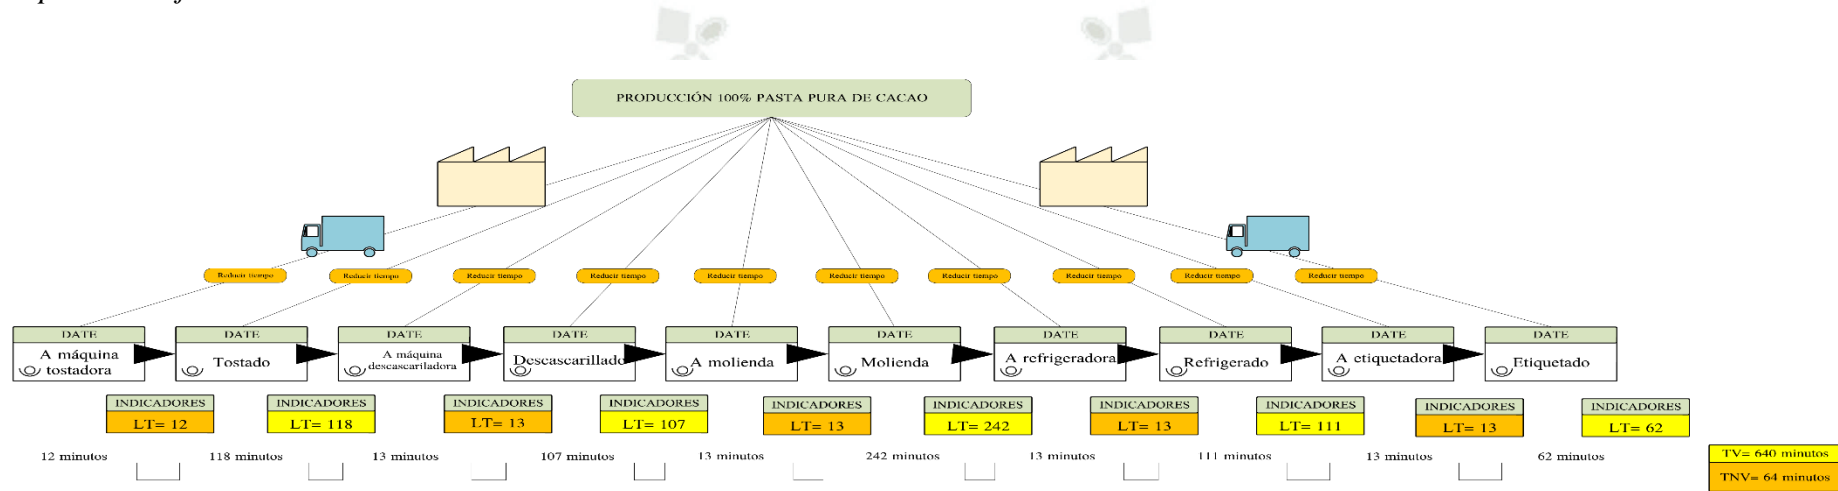 PRODUCCIÓN 100% PASTA PURA DE CACAO
Reducir tiempo
Reducir tiempo
Reducir tiempo
Reducir tiempo
Reducir tiempo
Reducir tiempo
Reducir tiempo
Reducir tiempo
Reducir tiempo
Reducir tiempo
DATE
A máquina
tostadora
DATE
Tostado
DATE
A máquina
descascariladora
DATE
Descascarillado
DATE
A molienda
DATE
Molienda
DATE
A refrigeradora
DATE
Refrigerado
DATE
A etiquetadora
DATE
Etiquetado
INDICADORES
LT= 12
INDICADORES
LT= 118
INDICADORES
LT= 13
INDICADORES
LT= 107
INDICADORES
LT= 13
INDICADORES
LT= 242
INDICADORES
LT= 13
INDICADORES
LT= 111
INDICADORES
LT= 13
INDICADORES
LT= 62
12 minutos
118 minutos
13 minutos
107 minutos
13 minutos
242 minutos
13 minutos
111 minutos
13 minutos
62 minutos
TV= 640 minutos
TNV= 64 minutos